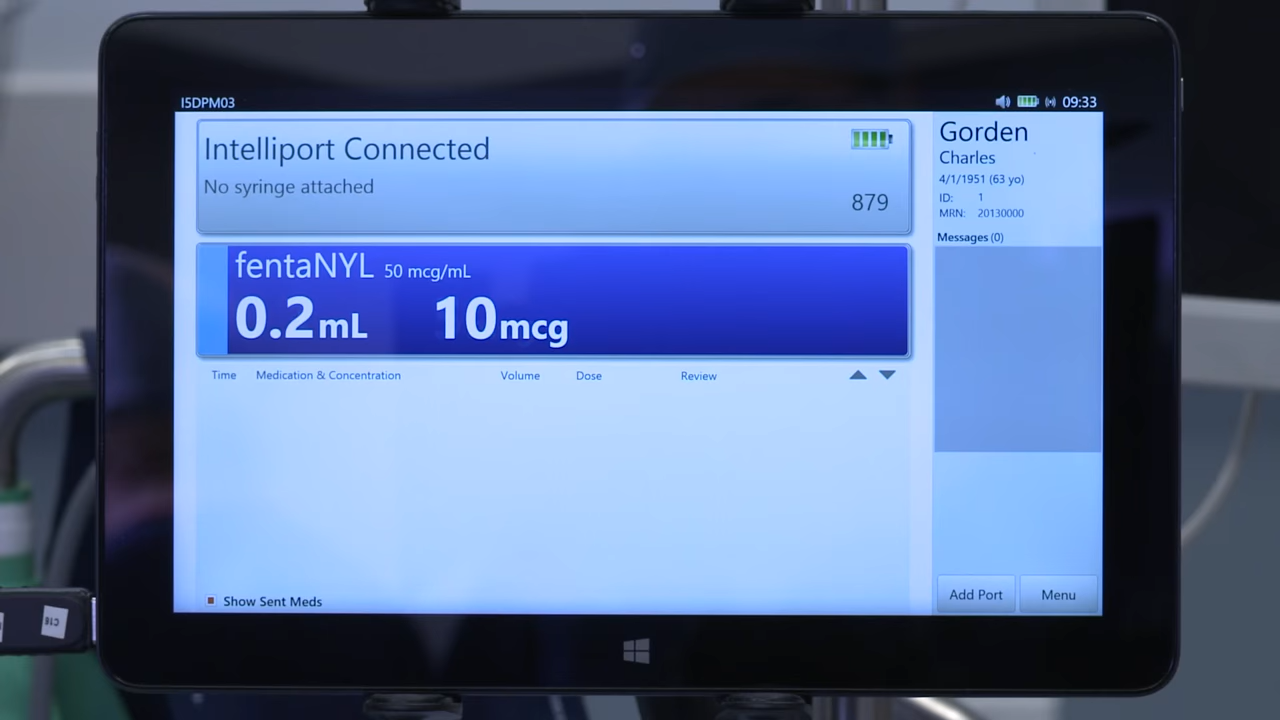 I5DPM03
09:33
Intelliport Connected
No syringe attached
879
fentaNYL 50 mcg/mL
0.2 mL 10 mcg
Time Medication & Concentration Volume Dose Review
Show Sent Meds
Gorden
Charles
4/1/1951 (63 yo)
ID: 1
MRN: 20130000
Messages (0)
Add Port Menu
C16